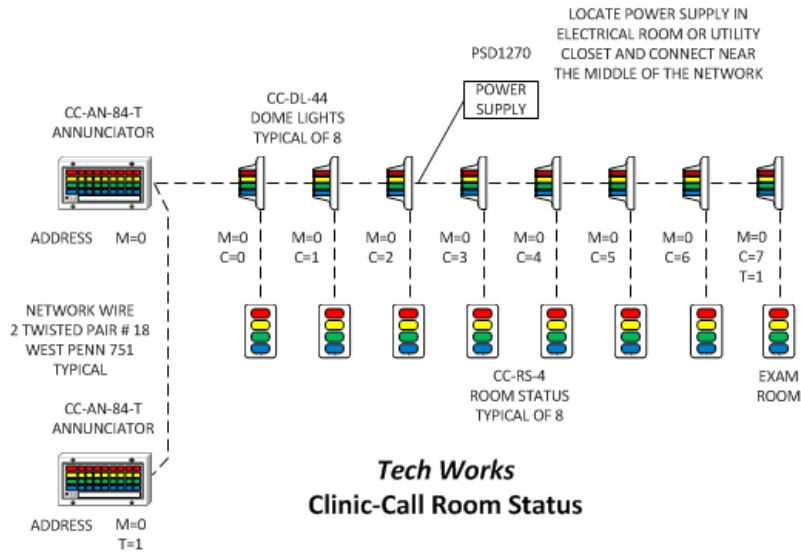 LOCATE POWER SUPPLY IN
ELECTRICAL ROOM OR UTILITY
CLOSET AND CONNECT NEAR
THE MIDDLE OF THE NETWORK
PSD1270
POWER
SUPPLY
CC-DL-44
DOME LIGHTS
TYPICAL OF 8
CC-AN-84-T
ANNUNCIATOR
ADDRESS M=0
M=0
C=0
M=0
C=1
M=0
C=2
M=0
C=3
M=0
C=4
M=0
C=5
M=0
C=6
M=0
C=7
T=1
NETWORK WIRE
2 TWISTED PAIR # 18
WEST PENN 751
TYPICAL
CC-RS-4
ROOM STATUS
TYPICAL OF 8
EXAM
ROOM
CC-AN-84-T
ANNUNCIATOR
ADDRESS M=0
T=1
Tech Works
Clinic-Call Room Status